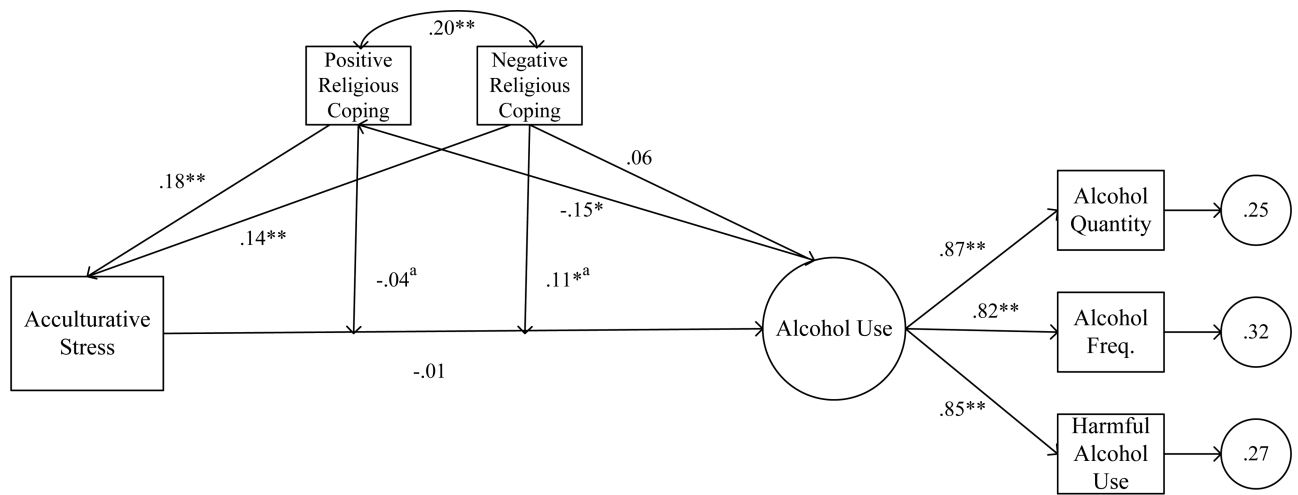 .20**
Positive
Religious
Coping
Negative
Religious
Coping
.18**
.14**
-.04a
.11*a
-.15*
.06
Acculturative
Stress
-.01
Alcohol Use
.87**
.82**
.85**
Alcohol
Quantity
.25
Alcohol
Freq.
.32
Harmful
Alcohol
Use
.27